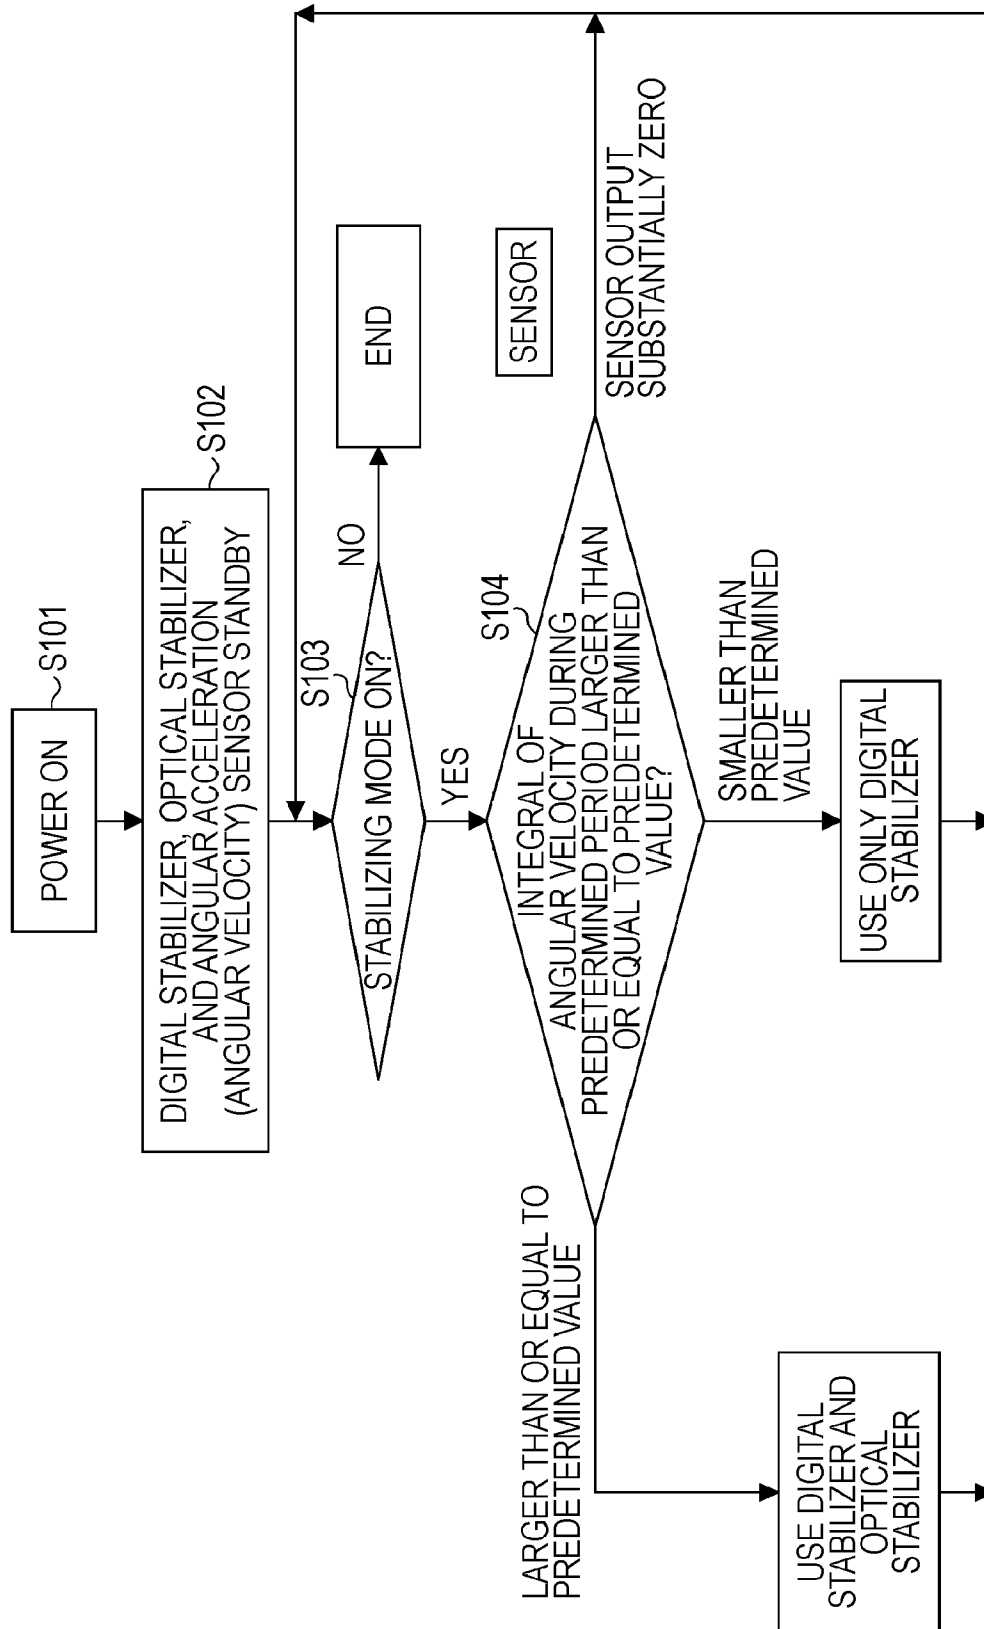 POWER ON
S101
DIGITAL STABILIZER, OPTICAL STABILIZER,
AND ANGULAR ACCELERATION
(ANGULAR VELOCITY) SENSOR STANDBY
S102
STABILIZING MODE ON?
S103
NO
END
YES
INTEGRAL OF
ANGULAR VELOCITY DURING
PREDETERMINED PERIOD LARGER THAN
OR EQUAL TO PREDETERMINED
VALUE?
S104
SENSOR
SENSOR OUTPUT
SUBSTANTIALLY ZERO
LARGER THAN OR EQUAL TO
PREDETERMINED VALUE
SMALLER THAN
PREDETERMINED
VALUE
USE DIGITAL
STABILIZER AND
OPTICAL
STABILIZER
USE ONLY DIGITAL
STABILIZER